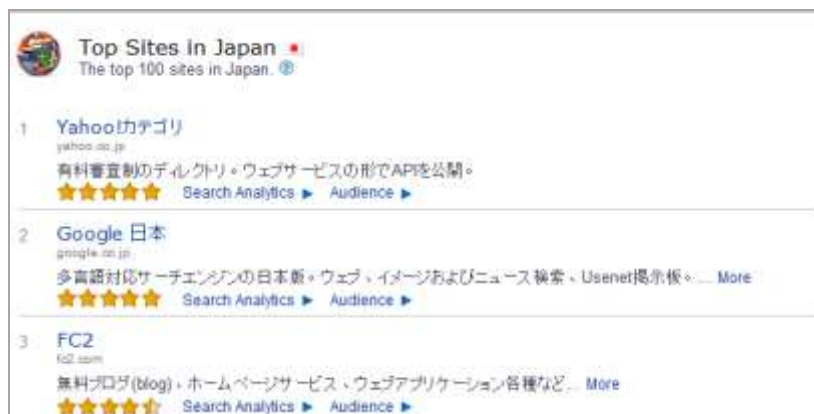 Top Sites in Japan
The top 100 sites in Japan. ?
1 Yahoo!カテゴリ
yahoo.co.jp
有料審査制のディレクトリ。ウェブサービスの形でAPIを公開。
Search Analytics ▶ Audience ▶
2 Google 日本
google.co.jp
多言語対応サーチエンジンの日本版。ウェブ、イメージおよびニュース検索、Usenet掲示板。 ... More
Search Analytics ▶ Audience ▶
3 FC2
fc2.com
無料ブログ(blog)、ホームページサービス、ウェブアプリケーション各種など... More
Search Analytics ▶ Audience ▶